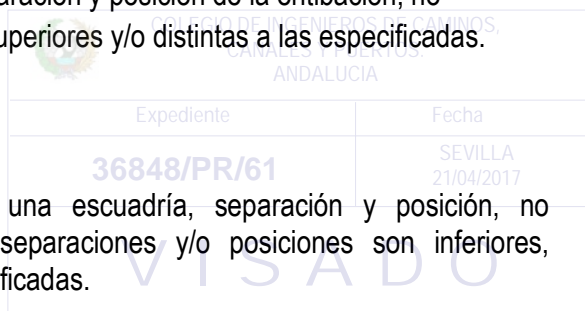 aración y posición de la entibación, no
COLEGIO DE INGENIEROS DE CAMINOS,
uperiores y/o distintas a las especificadas.
CANALES Y PUERTOS.
ANDALUCIA
Expediente Fecha
36848/PR/61 SEVILLA
21/04/2017
una escuadría, separación y posición, no
separaciones y/o posiciones son inferiores,
VISADO
ficadas.